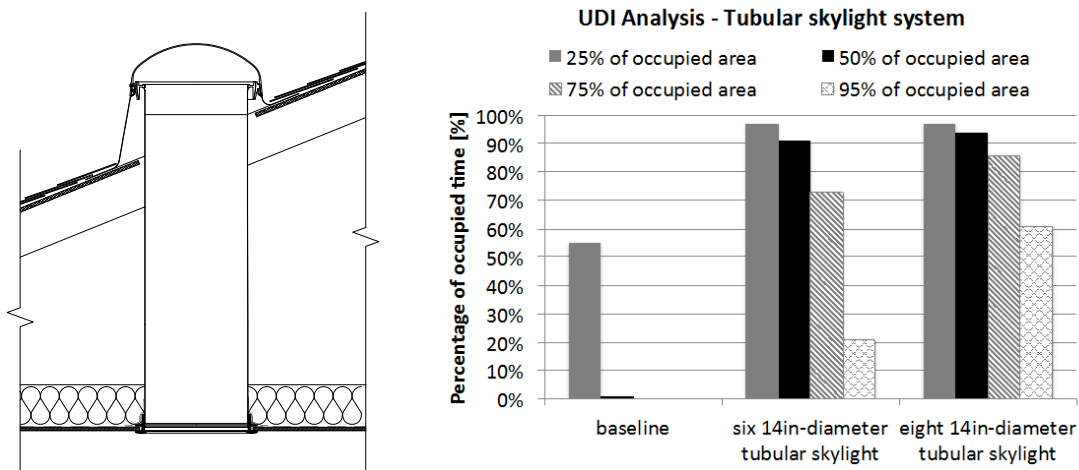 UDI Analysis - Tubular skylight system
25% of occupied area
50% of occupied area
75% of occupied area
95% of occupied area
Percentage of occupied time [%]
100%
90%
80%
70%
60%
50%
40%
30%
20%
10%
0%
baseline
six 14in-diameter
tubular skylight
eight 14in-diameter
tubular skylight